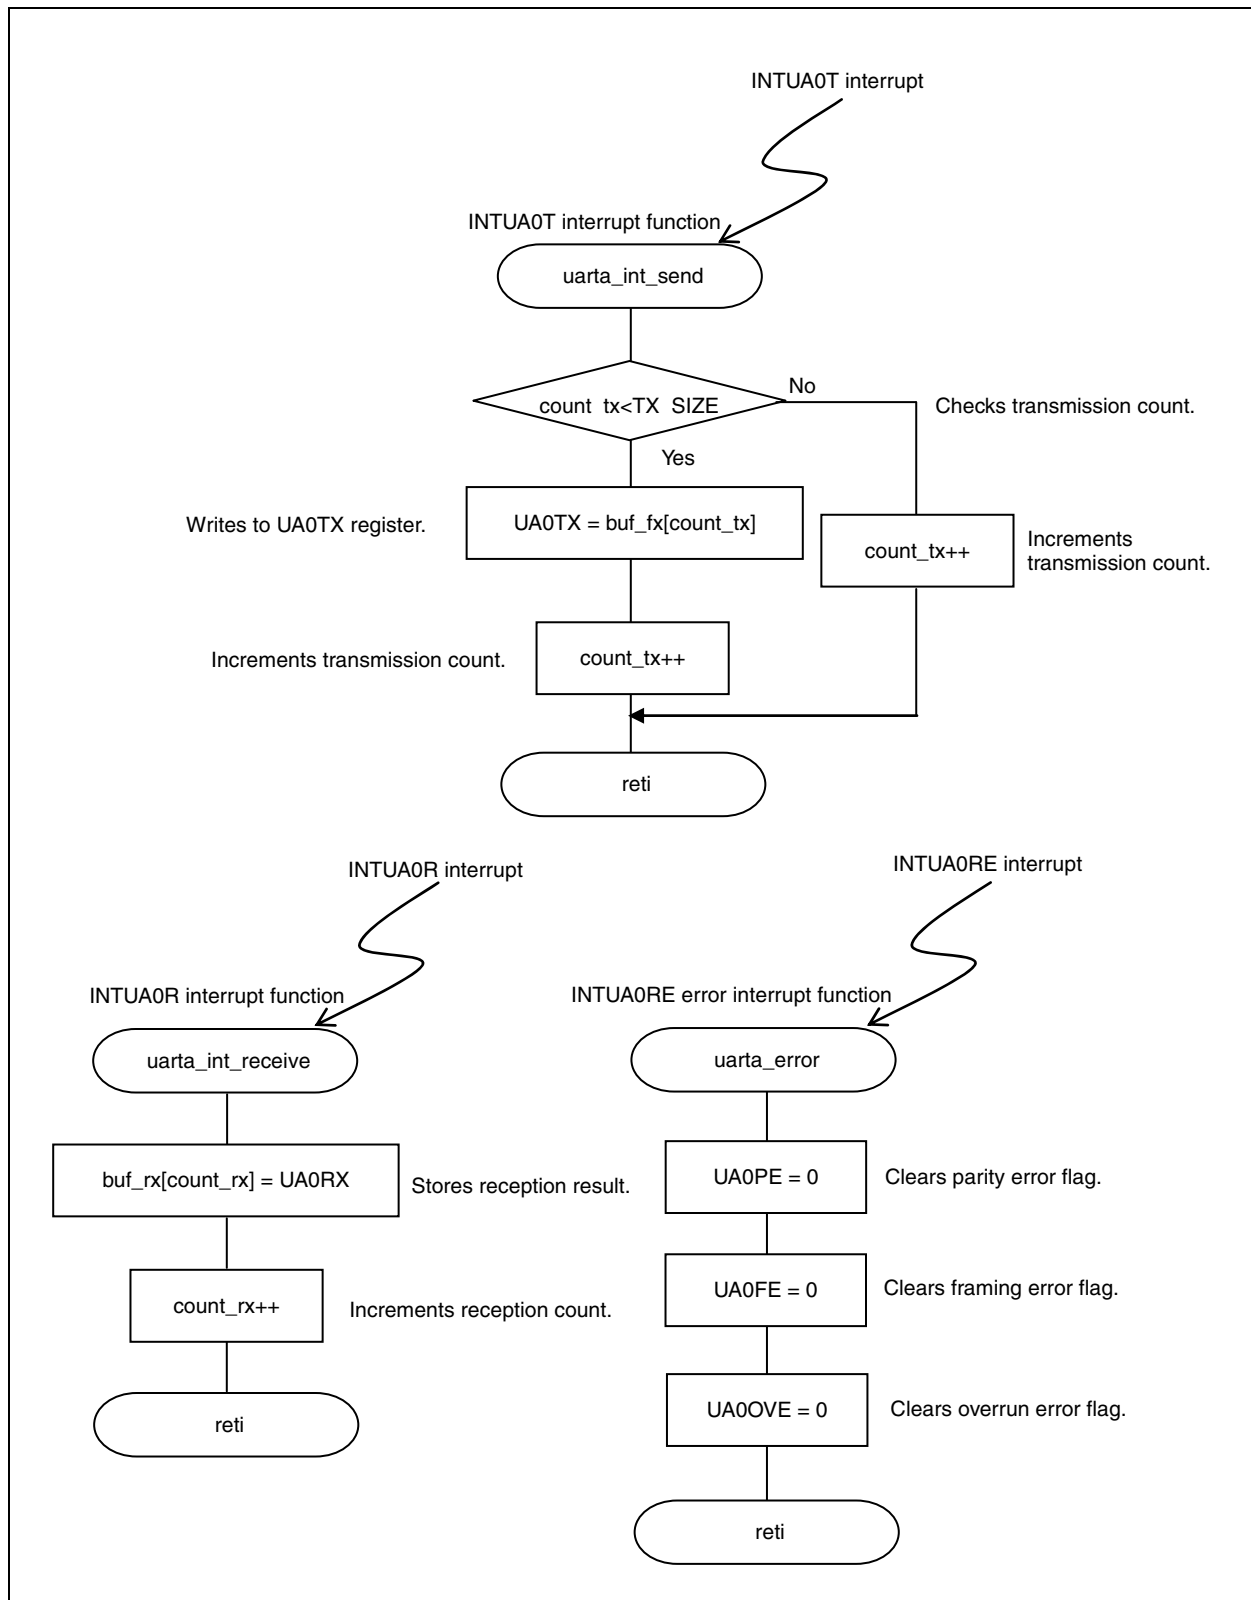 INTUA0T interrupt
INTUA0T interrupt function
uarta_int_send
No
count tx<TX SIZE
Checks transmission count.
Yes
Writes to UA0TX register.
UA0TX = buf_fx[count_tx]
count_tx++
Increments
transmission count.
Increments transmission count.
count_tx++
reti
INTUA0R interrupt
INTUA0R interrupt function
uarta_int_receive
buf_rx[count_rx] = UA0RX
Stores reception result.
count_rx++
Increments reception count.
reti
INTUA0RE interrupt
INTUA0RE error interrupt function
uarta_error
UA0PE = 0
Clears parity error flag.
UA0FE = 0
Clears framing error flag.
UA0OVE = 0
Clears overrun error flag.
reti